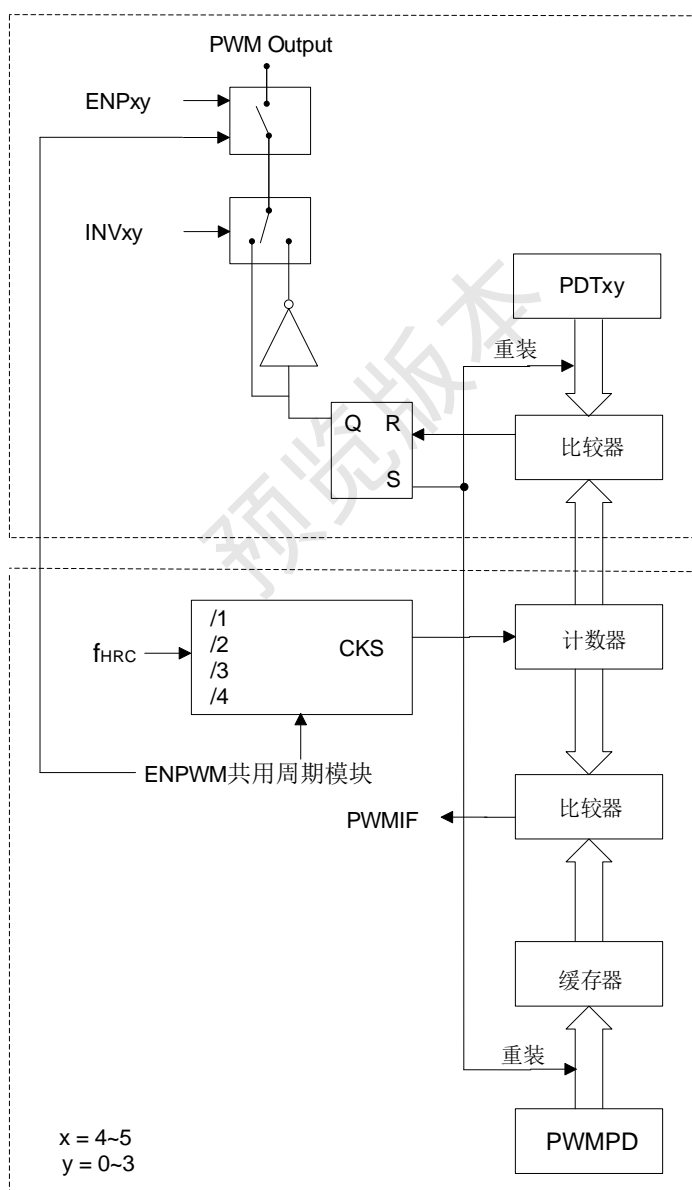 PWM Output
ENPxy
INVxy
PDTxy
重装
Q R
S
比较器
预览版本
/1
/2
/3
/4
CKS
fHRC
计数器
ENPWM共用周期模块
比较器
PWMIF
缓存器
重装
PWMPD
x = 4~5
y = 0~3